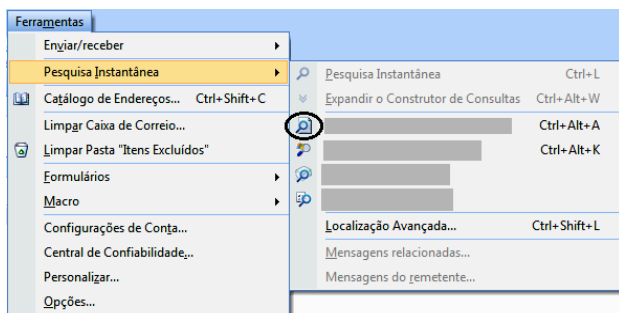 Ferramentas
Enviar/receber
Pesquisa Instantânea
Catálogo de Endereços... Ctrl+Shift+C
Limpar Caixa de Correio...
Limpar Pasta "Itens Excluídos"
Formulários
Macro
Configurações de Conta...
Central de Confiabilidade...
Personalizar...
Opções...
Pesquisa Instantânea Ctrl+L
Expandir o Construtor de Consultas Ctrl+Alt+W
Ctrl+Alt+A
Ctrl+Alt+K
Localização Avançada... Ctrl+Shift+L
Mensagens relacionadas...
Mensagens do remetente...